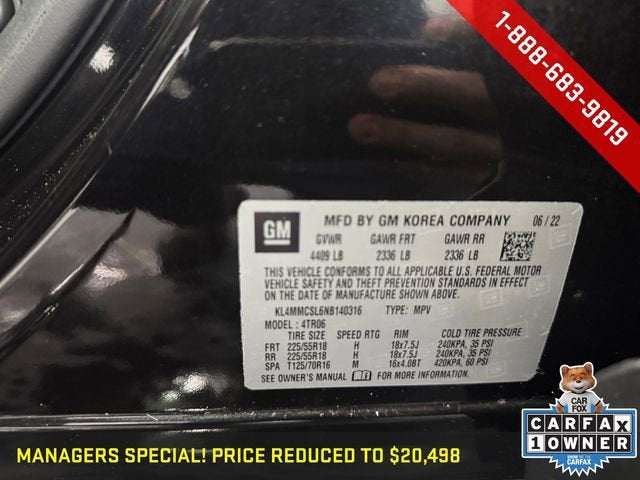 1-888-683-9819
GM
MFD BY GM KOREA COMPANY 06/22
GVWR GAWR FRT GAWR RR
4409 LB 2336 LB 2336 LB
THIS VEHICLE CONFORMS TO ALL APPLICABLE U.S. FEDERAL MOTOR
VEHICLE SAFETY AND THEFT PREVENTION STANDARDS IN EFFECT
ON THE DATE OF MANUFACTURE SHOWN ABOVE.
KL4MMCSL6NB140316 TYPE: MPV
MODEL: 4TR06
TIRE SIZE SPEED RTG RIM COLD TIRE PRESSURE
FRT 225/55R18 H 18x7.5J 240KPA, 35 PSI
RR 225/55R18 H 18x7.5J 240KPA, 35 PSI
SPA T125/70R16 M 16x4.0BT 420KPA, 60 PSI
SEE OWNER'S MANUAL FOR MORE INFORMATION.
CAR
FOX
CARFAX
1 OWNER
SHOW ME THE
CARFAX
MANAGERS SPECIAL! PRICE REDUCED TO $20,498